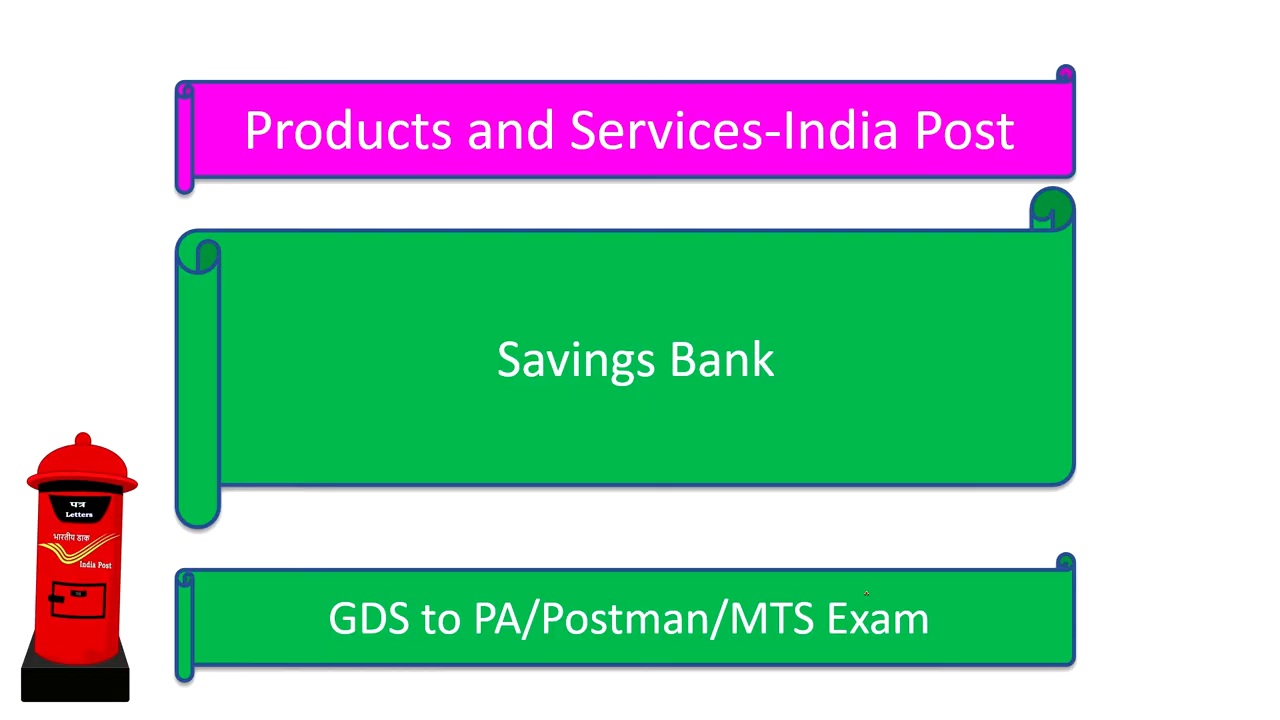 Products and Services-India Post
Savings Bank
पत्र
Letters
भारतीय डाक
India Post
GDS to PA/Postman/MTS Exam